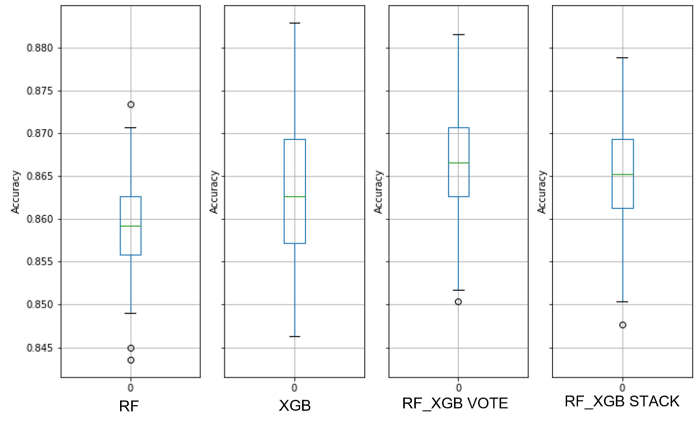 0.880
0.875
0.870
0.865
0.860
0.855
0.850
0.845
Accuracy
Accuracy
Accuracy
Accuracy
0
0
0
0
RF
XGB
RF_XGB VOTE
RF_XGB STACK